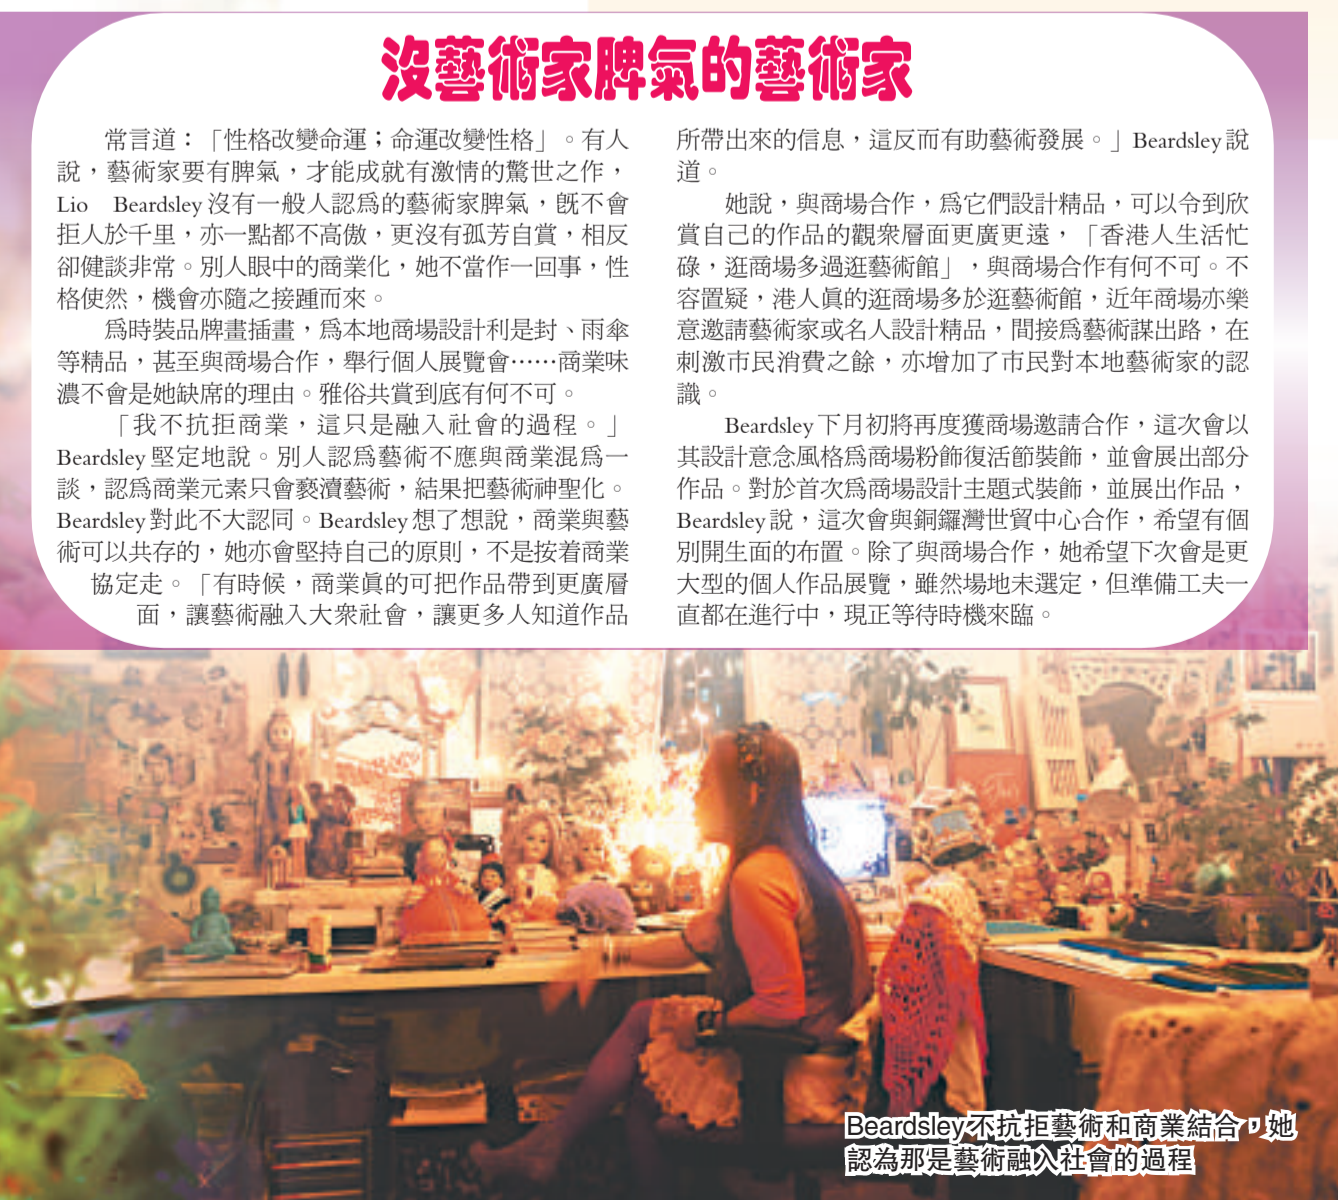 沒藝術家脾氣的藝術家
常言道：「性格改變命運；命運改變性格」。有人
說，藝術家要有脾氣，才能成就有激情的驚世之作，
Lio　Beardsley沒有一般人認爲的藝術家脾氣，旣不會
拒人於千里，亦一點都不高傲，更沒有孤芳自賞，相反
卻健談非常。別人眼中的商業化，她不當作一回事，性
格使然，機會亦隨之接踵而來。
爲時裝品牌畫插畫，爲本地商場設計利是封、雨傘
等精品，甚至與商場合作，舉行個人展覽會⋯⋯商業味
濃不會是她缺席的理由。雅俗共賞到底有何不可。
「我不抗拒商業，這只是融入社會的過程。」
Beardsley堅定地說。別人認爲藝術不應與商業混爲一
談，認爲商業元素只會褻瀆藝術，結果把藝術神聖化。
Beardsley對此不大認同。Beardsley想了想說，商業與藝
術可以共存的，她亦會堅持自己的原則，不是按着商業
協定走。「有時候，商業眞的可把作品帶到更廣層
面，讓藝術融入大衆社會，讓更多人知道作品
所帶出來的信息，這反而有助藝術發展。」Beardsley說
道。
她說，與商場合作，爲它們設計精品，可以令到欣
賞自己的作品的觀衆層面更廣更遠，「香港人生活忙
碌，逛商場多過逛藝術館」，與商場合作有何不可。不
容置疑，港人眞的逛商場多於逛藝術館，近年商場亦樂
意邀請藝術家或名人設計精品，間接爲藝術謀出路，在
刺激市民消費之餘，亦增加了市民對本地藝術家的認
識。
Beardsley下月初將再度獲商場邀請合作，這次會以
其設計意念風格爲商場粉飾復活節裝飾，並會展出部分
作品。對於首次爲商場設計主題式裝飾，並展出作品，
Beardsley說，這次會與銅鑼灣世貿中心合作，希望有個
別開生面的布置。除了與商場合作，她希望下次會是更
大型的個人作品展覽，雖然場地未選定，但準備工夫一
直都在進行中，現正等待時機來臨。
Beardsley不抗拒藝術和商業結合，她
認為那是藝術融入社會的過程